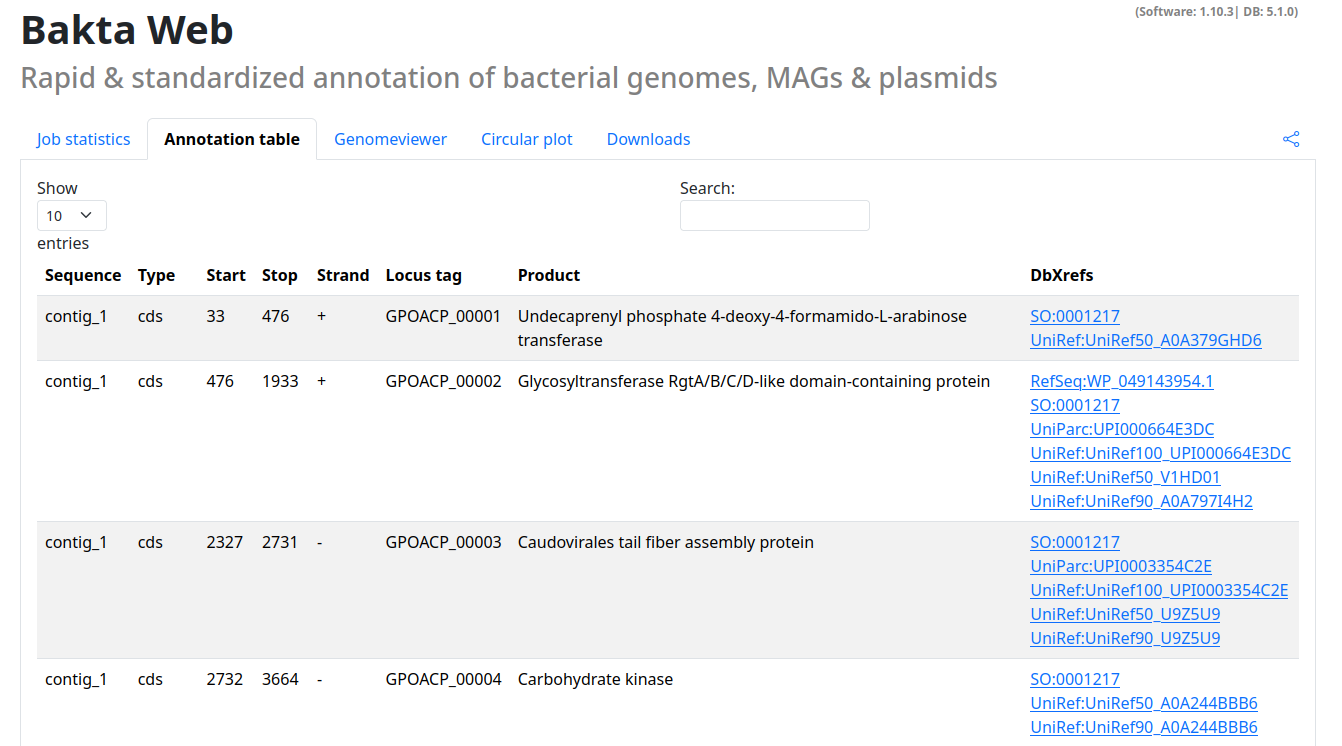 Bakta Web
(Software: 1.10.3| DB: 5.1.0)
Rapid & standardized annotation of bacterial genomes, MAGs & plasmids
Job statistics Annotation table Genomeviewer Circular plot Downloads
Show
10
entries
Search:
Sequence Type Start Stop Strand Locus tag Product DbXrefs
contig_1 cds 33 476 + GPOACP_00001 Undecaprenyl phosphate 4-deoxy-4-formamido-L-arabinose SO:0001217
transferase UniRef:UniRef50_A0A379GHD6
contig_1 cds 476 1933 + GPOACP_00002 Glycosyltransferase RgtA/B/C/D-like domain-containing protein RefSeq:WP_049143954.1
SO:0001217
UniParc:UPI000664E3DC
UniRef:UniRef100_UPI000664E3DC
UniRef:UniRef50_V1HD01
UniRef:UniRef90_A0A797I4H2
contig_1 cds 2327 2731 - GPOACP_00003 Caudovirales tail fiber assembly protein SO:0001217
UniParc:UPI0003354C2E
UniRef:UniRef100_UPI0003354C2E
UniRef:UniRef50_U9Z5U9
UniRef:UniRef90_U9Z5U9
contig_1 cds 2732 3664 - GPOACP_00004 Carbohydrate kinase SO:0001217
UniRef:UniRef50_A0A244BBB6
UniRef:UniRef90_A0A244BBB6